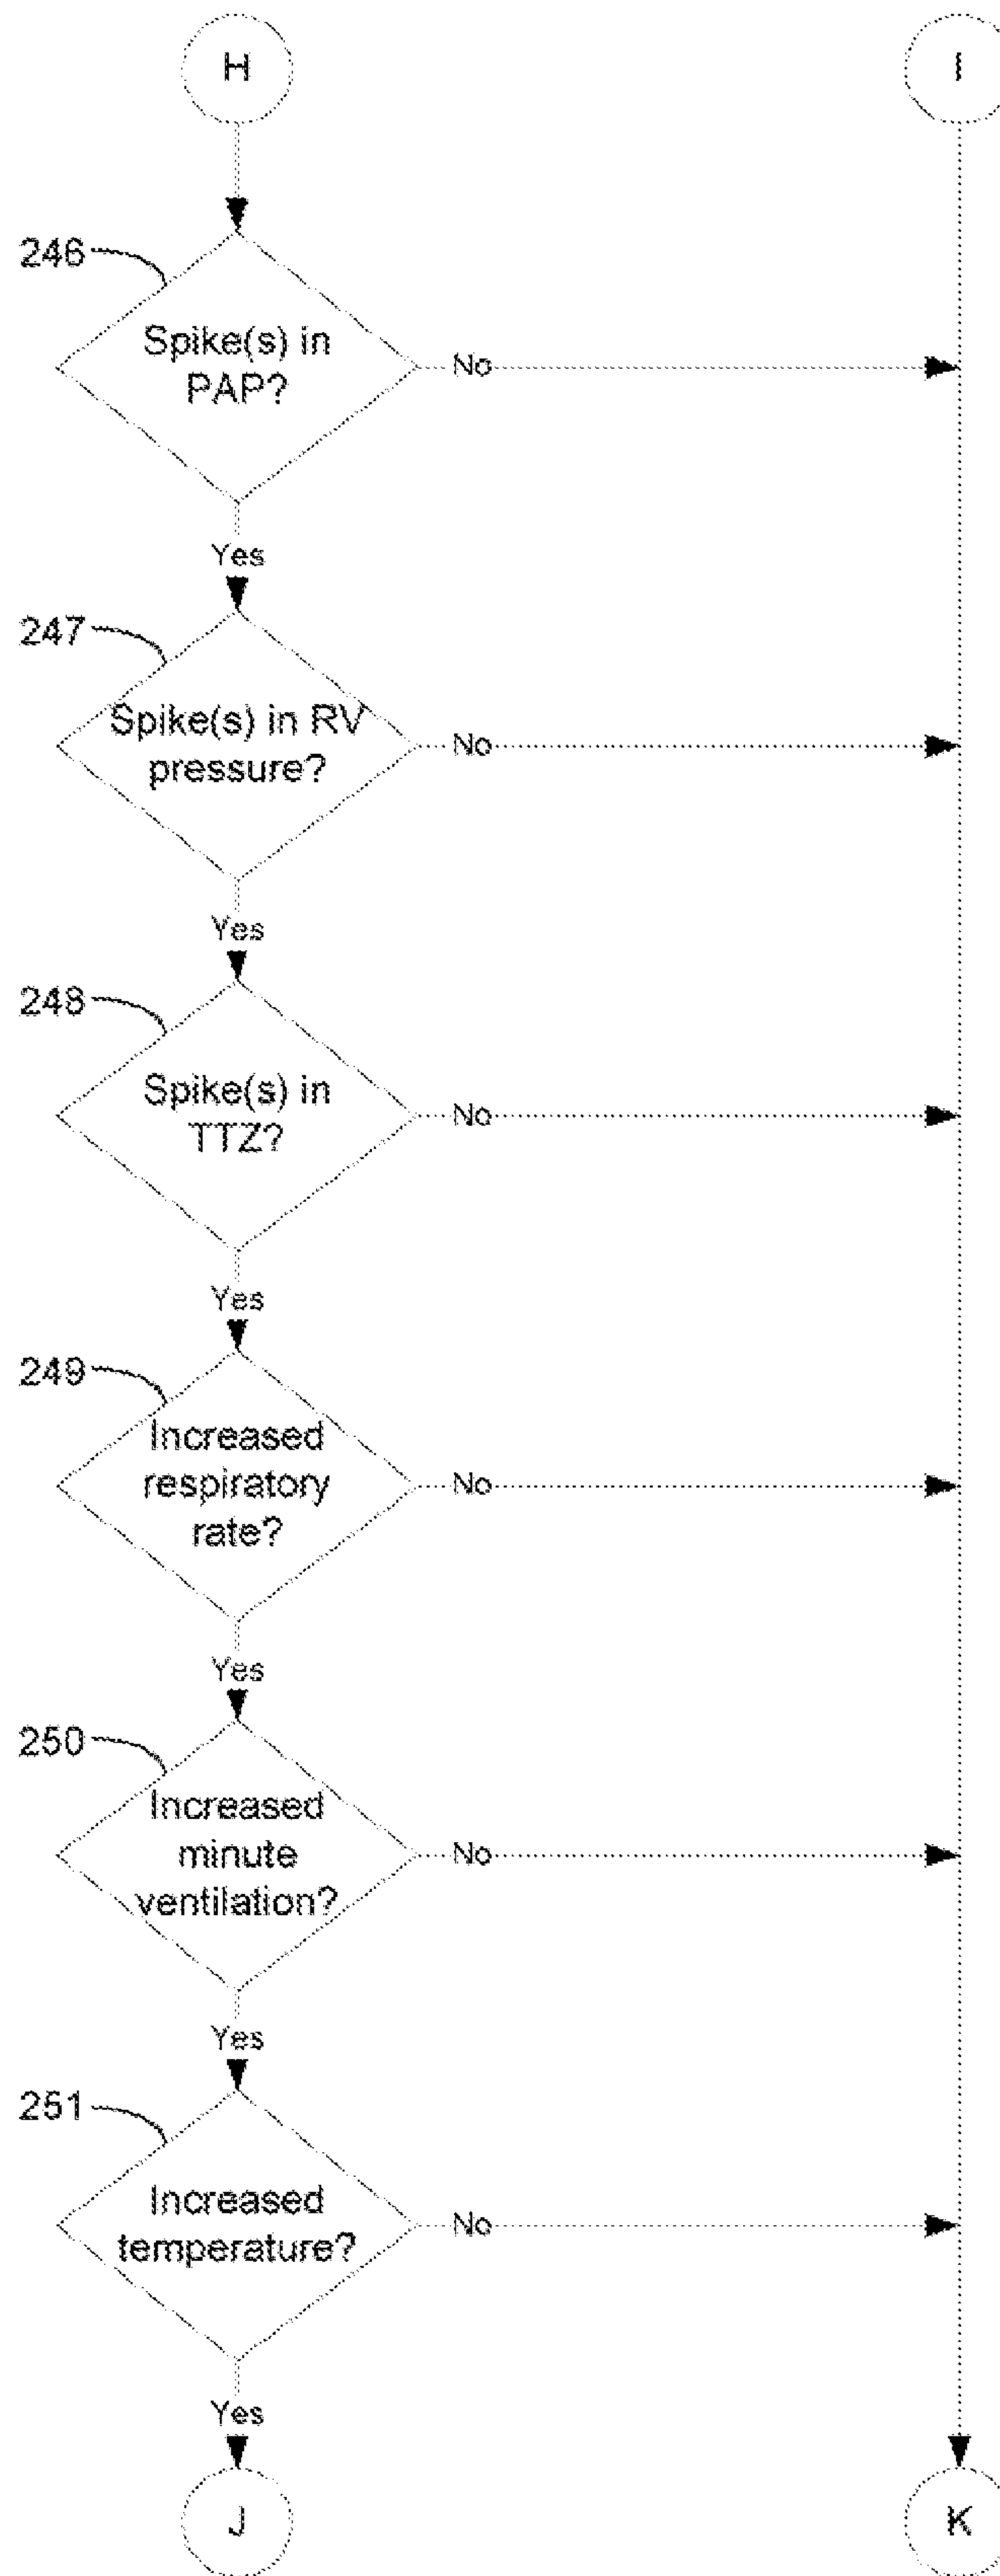 H
I
246
Spike(s) in
PAP?
No
Yes
247
Spike(s) in RV
pressure?
No
Yes
248
Spike(s) in
TTZ?
No
Yes
249
Increased
respiratory
rate?
No
Yes
250
Increased
minute
ventilation?
No
Yes
251
Increased
temperature?
No
Yes
J
K